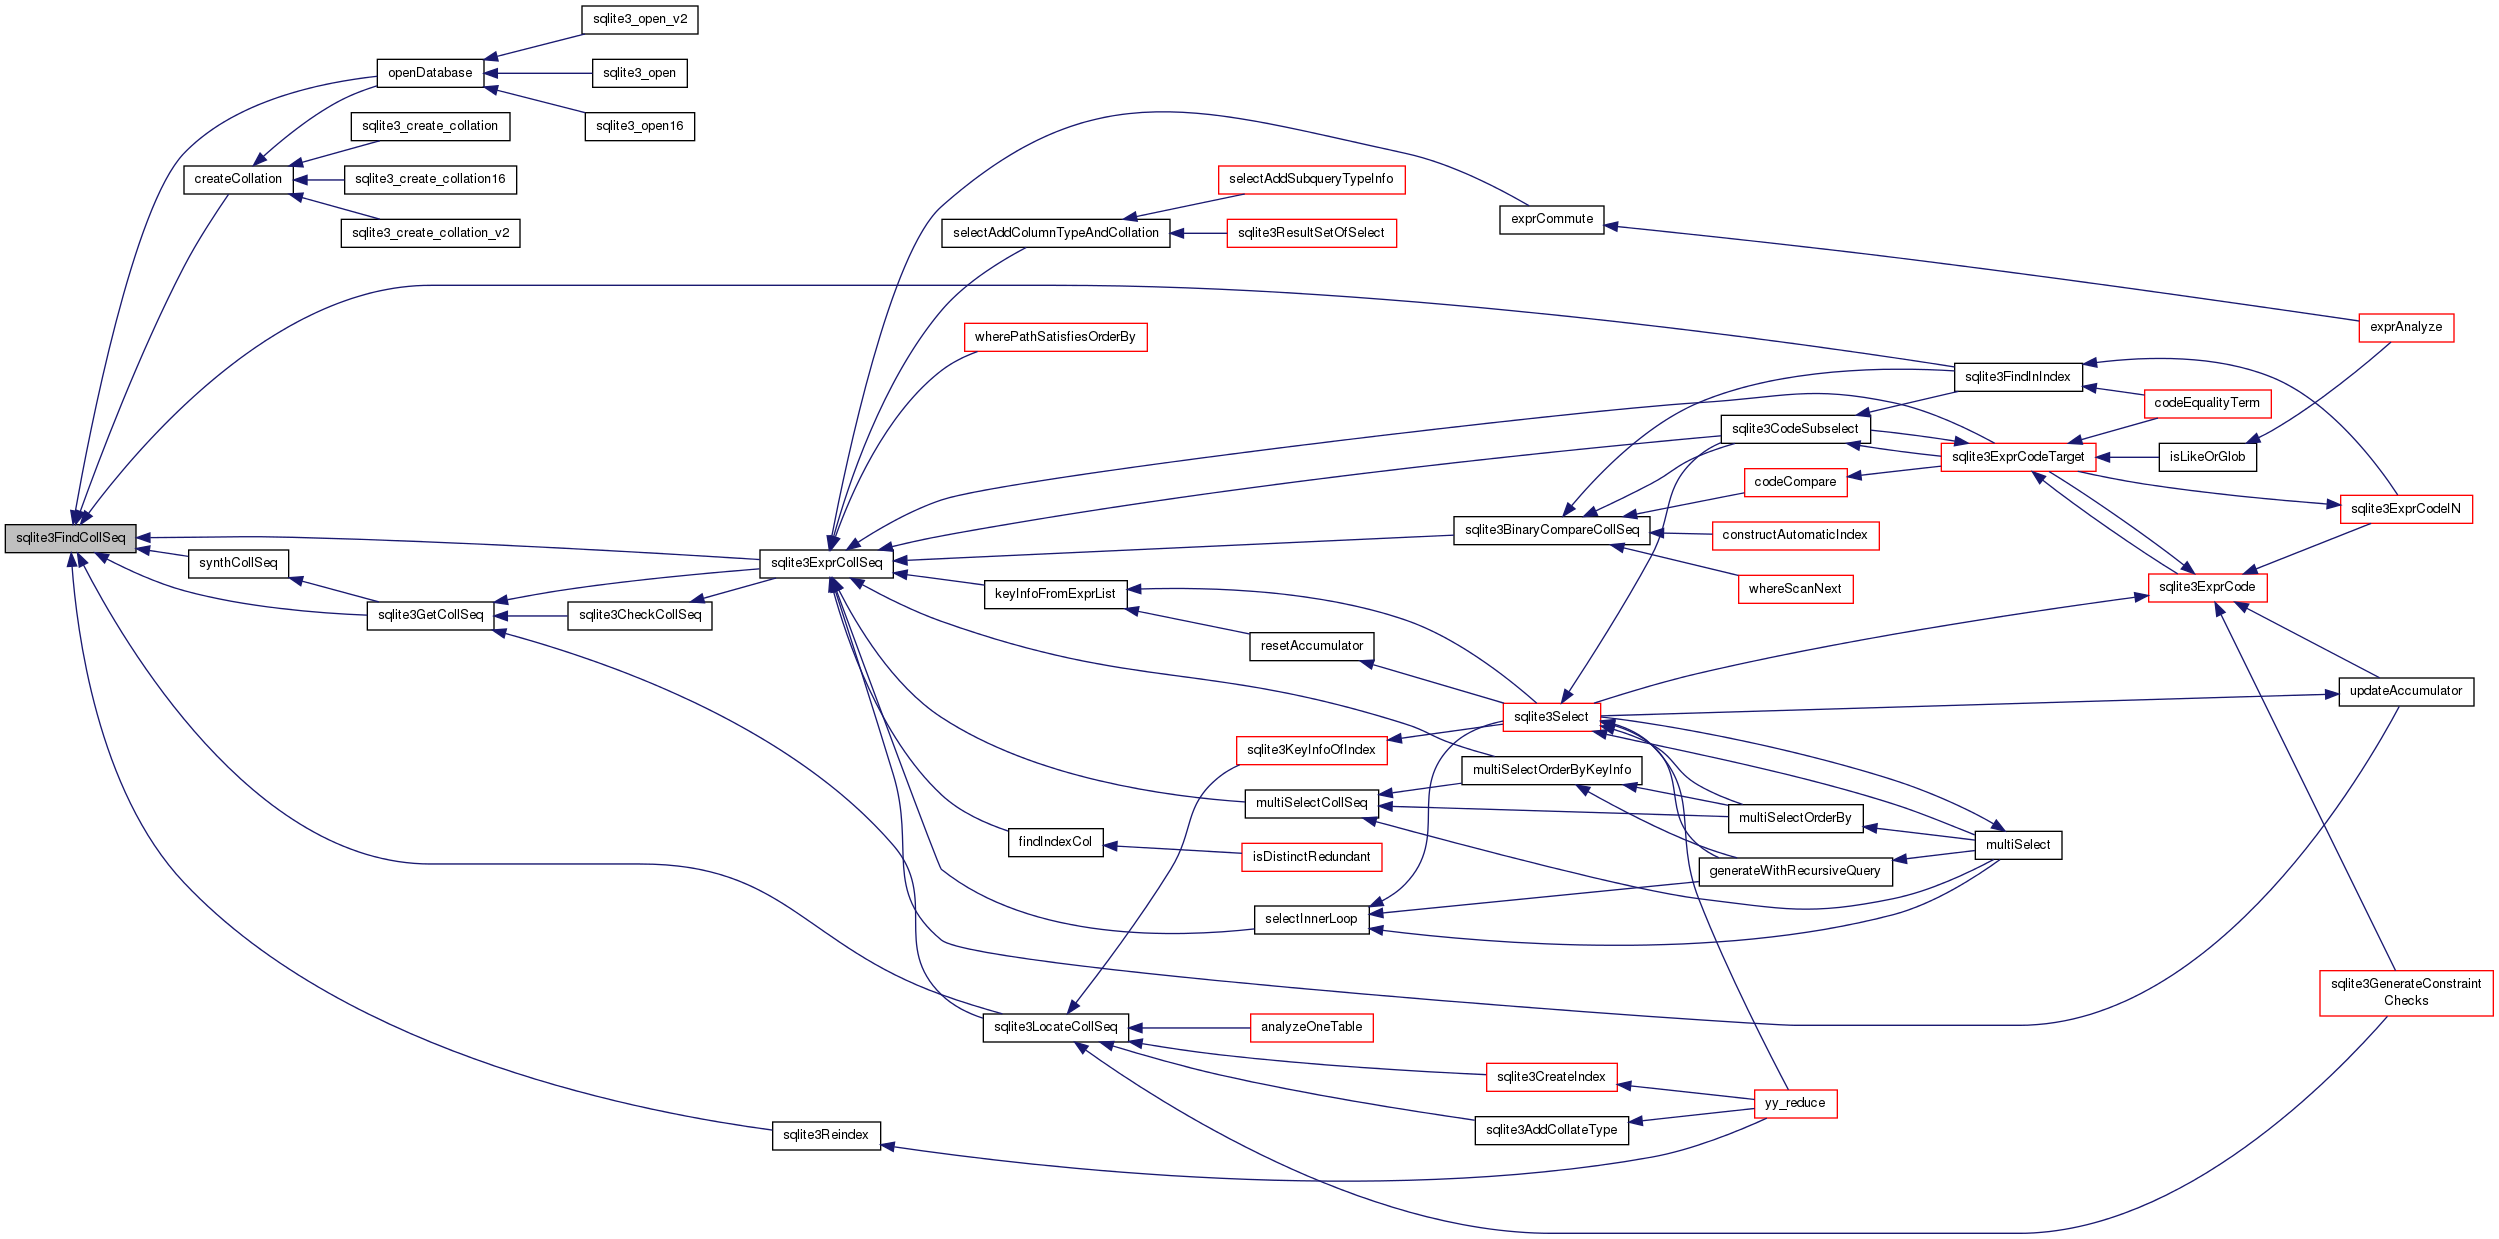 sqlite3_open_v2
openDatabase
sqlite3_open
sqlite3_create_collation
sqlite3_open16
createCollation
sqlite3_create_collation16
sqlite3_create_collation_v2
selectAddSubqueryTypeInfo
selectAddColumnTypeAndCollation
sqlite3ResultSetOfSelect
exprCommute
wherePathSatisfiesOrderBy
exprAnalyze
sqlite3FindInIndex
codeEqualityTerm
sqlite3CodeSubselect
sqlite3ExprCodeTarget
isLikeOrGlob
codeCompare
sqlite3ExprCodeIN
sqlite3BinaryCompareCollSeq
constructAutomaticIndex
whereScanNext
sqlite3FindCollSeq
synthCollSeq
sqlite3ExprCollSeq
sqlite3GetCollSeq
sqlite3CheckCollSeq
keyInfoFromExprList
sqlite3ExprCode
resetAccumulator
updateAccumulator
sqlite3Select
sqlite3KeyInfoOfIndex
multiSelectOrderByKeyInfo
multiSelectCollSeq
multiSelectOrderBy
findIndexCol
isDistinctRedundant
multiSelect
generateWithRecursiveQuery
selectInnerLoop
sqlite3GenerateConstraint
Checks
sqlite3LocateCollSeq
analyzeOneTable
sqlite3CreateIndex
yy_reduce
sqlite3AddCollateType
sqlite3Reindex